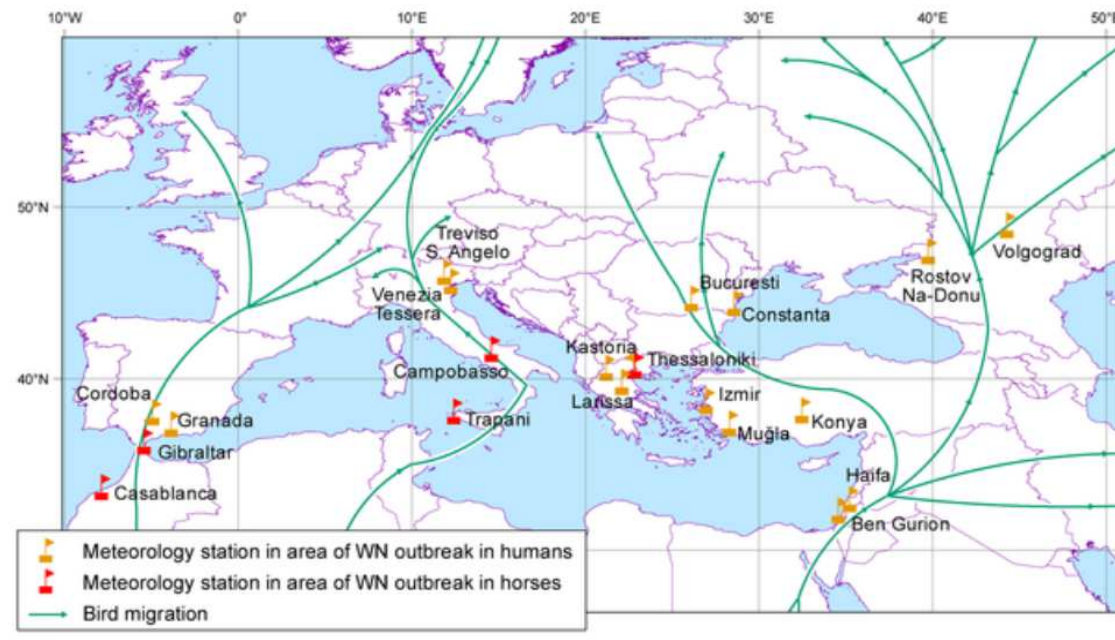 10°W 0° 10°E 20°E 30°E 40°E 50°E
50°N
Treviso
S. Angelo
Volgograd
Rostov
Na-Donu
Venezia
Tessera
Bucuresti
Constanta
Kastoria
Thessaloniki
40°N
Campobasso
Cordoba
Larissa
Izmir
Granada
Trapani
Konya
Muğla
Gibraltar
Haifa
Casablanca
Ben Gurion
Meteorology station in area of WN outbreak in humans
Meteorology station in area of WN outbreak in horses
Bird migration